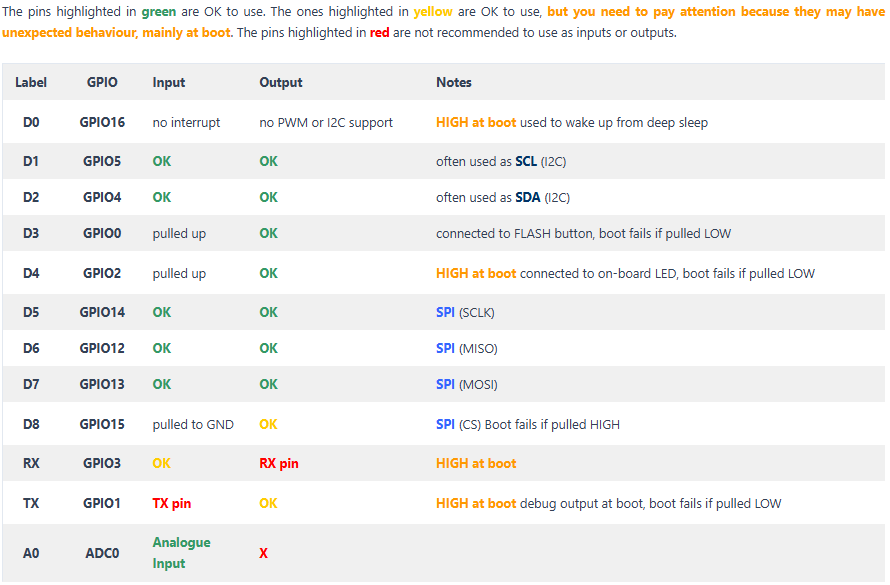 The pins highlighted in green are OK to use. The ones highlighted in yellow are OK to use, but you need to pay attention because they may have
unexpected behaviour, mainly at boot. The pins highlighted in red are not recommended to use as inputs or outputs.
Label GPIO Input Output Notes
D0 GPIO16 no interrupt no PWM or I2C support HIGH at boot used to wake up from deep sleep
D1 GPIO5 OK OK often used as SCL (I2C)
D2 GPIO4 OK OK often used as SDA (I2C)
D3 GPIO0 pulled up OK connected to FLASH button, boot fails if pulled LOW
D4 GPIO2 pulled up OK HIGH at boot connected to on-board LED, boot fails if pulled LOW
D5 GPIO14 OK OK SPI (SCLK)
D6 GPIO12 OK OK SPI (MISO)
D7 GPIO13 OK OK SPI (MOSI)
D8 GPIO15 pulled to GND OK SPI (CS) Boot fails if pulled HIGH
RX GPIO3 OK RX pin HIGH at boot
TX GPIO1 TX pin OK HIGH at boot debug output at boot, boot fails if pulled LOW
A0 ADC0 Analogue
Input X